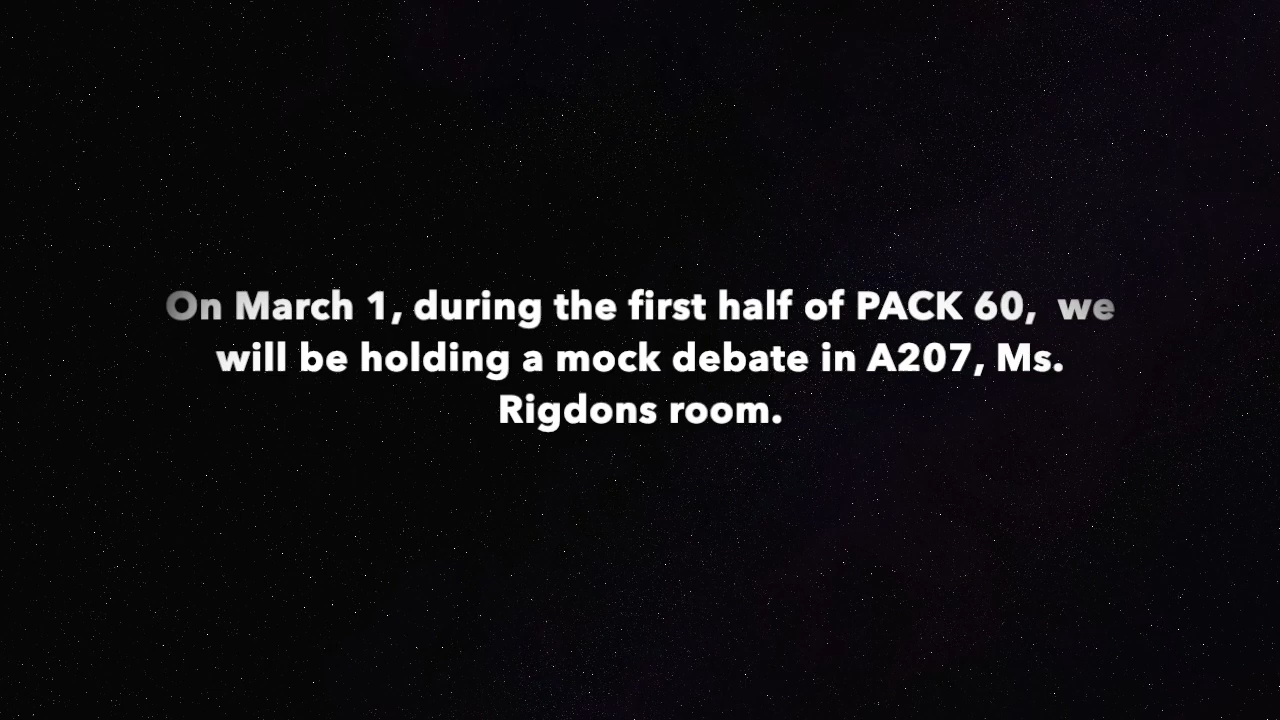 On March 1, during the first half of PACK 60,  we
will be holding a mock debate in A207, Ms.
Rigdons room.